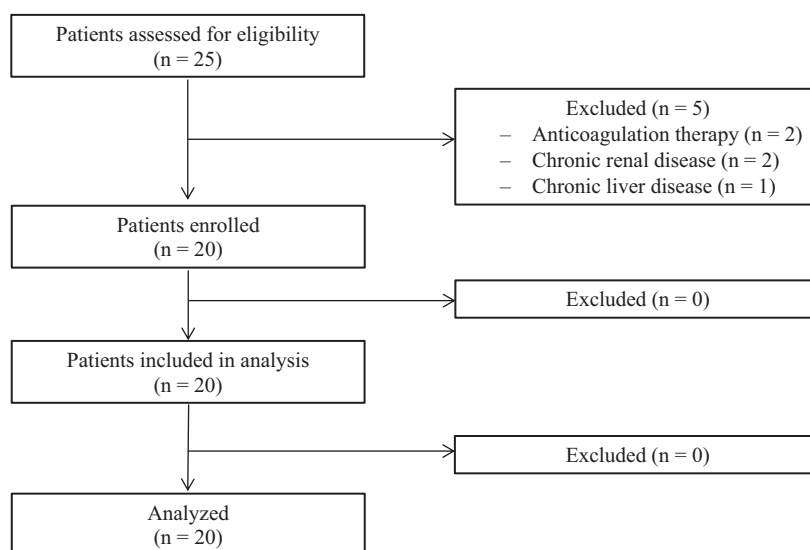 Patients assessed for eligibility
(n = 25)
Excluded (n = 5)
– Anticoagulation therapy (n = 2)
– Chronic renal disease (n = 2)
– Chronic liver disease (n = 1)
Patients enrolled
(n = 20)
Excluded (n = 0)
Patients included in analysis
(n = 20)
Excluded (n = 0)
Analyzed
(n = 20)